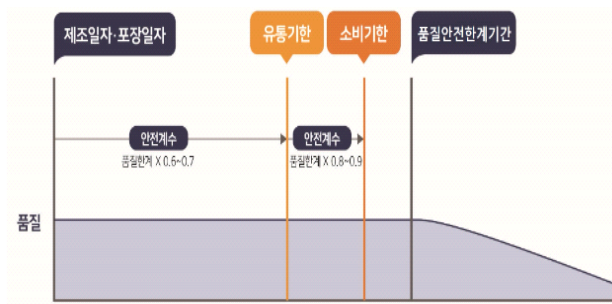 제조일자·포장일자
유통기한
소비기한
품질안전한계기간
안전계수
품질한계 X 0.6~0.7
안전계수
품질한계 X 0.8~0.9
품질